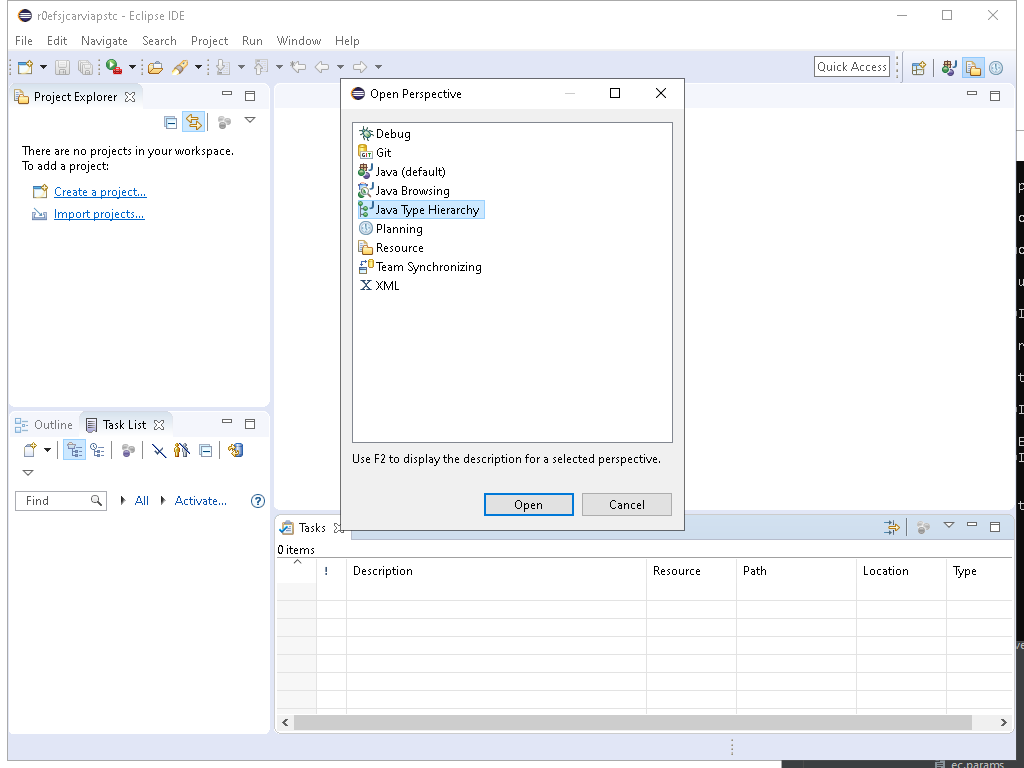 r0efsjcarviapstc - Eclipse IDE
File Edit Navigate Search Project Run Window Help
Quick Access
Project Explorer
There are no projects in your workspace.
To add a project:
Create a project...
Import projects...
Open Perspective
Debug
Git
Java (default)
Java Browsing
Java Type Hierarchy
Planning
Resource
Team Synchronizing
XML
Use F2 to display the description for a selected perspective.
Open Cancel
Outline Task List
Find All Activate...
Tasks
0 items
! Description Resource Path Location Type
ec.params